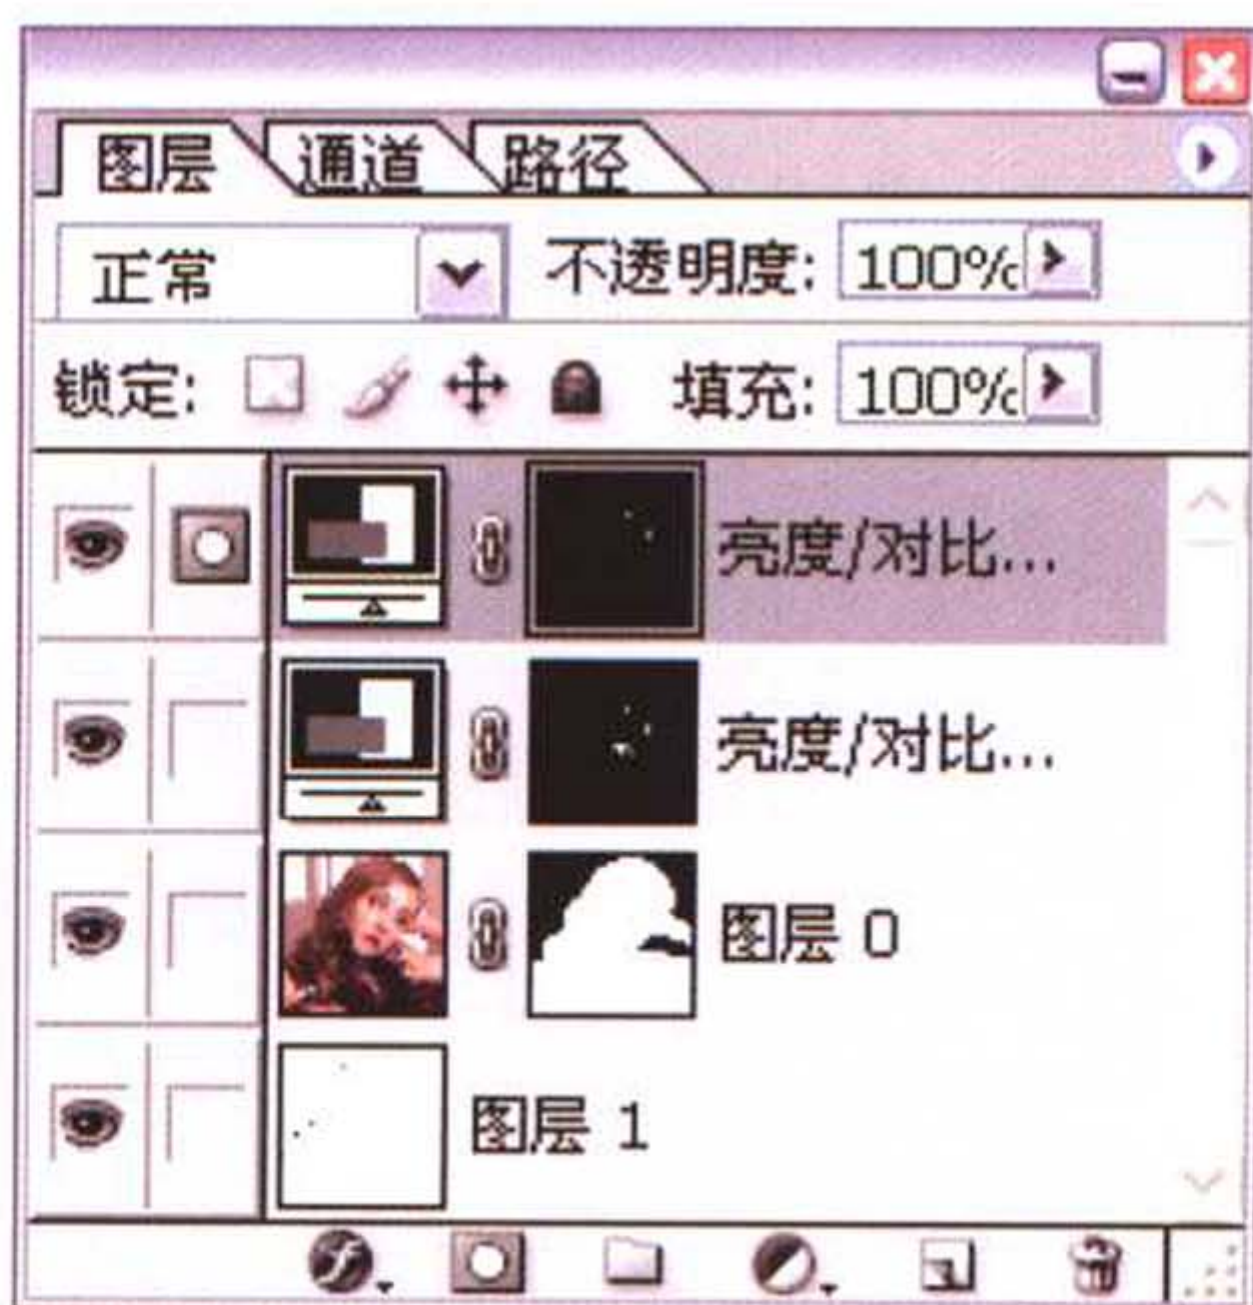 图层 通道 路径
正常 不透明度: 100%
锁定: 填充: 100%
亮度/对比...
亮度/对比...
图层 0
图层 1